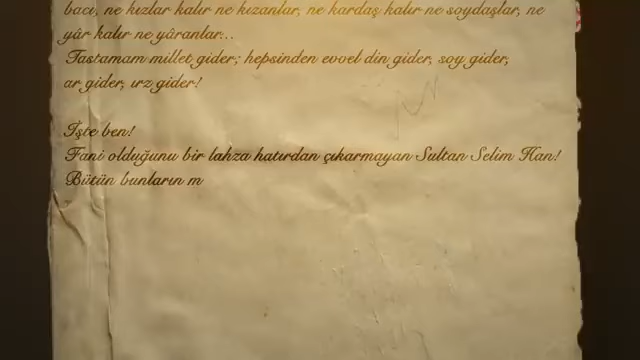 bacı, ne kızlar kalır ne kızanlar, ne kardaş kalır ne soydaşlar, ne
yâr kalır ne yâranlar...
Tastamam millet gider; hepsinden evvel din gider, soy gider,
ar gider, ırz gider!
İşte ben!
Fani olduğunu bir lahza hatırdan çıkarmayan Sultan Selim Han!
Bütün bunların m